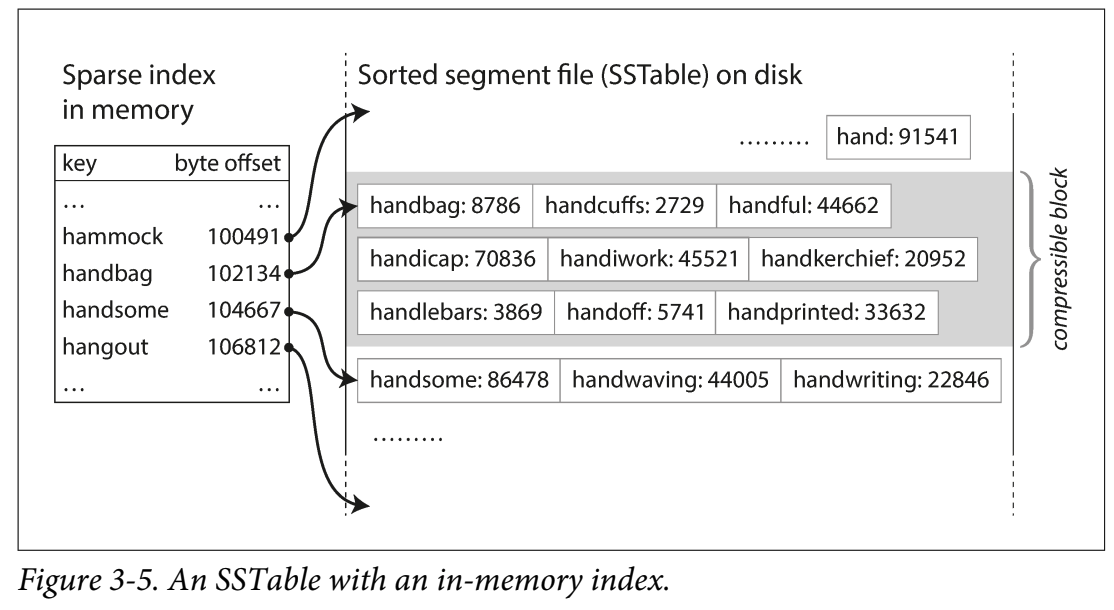 Sparse index
in memory
key byte offset
... ...
hammock 100491
handbag 102134
handsome 104667
hangout 106812
... ...
Sorted segment file (SSTable) on disk
......... hand: 91541
handbag: 8786 handcuffs: 2729 handful: 44662
handicap: 70836 handiwork: 45521 handkerchief: 20952
handlebars: 3869 handoff: 5741 handprinted: 33632
handsome: 86478 handwaving: 44005 handwriting: 22846
.........
compressible block
Figure 3-5. An SSTable with an in-memory index.